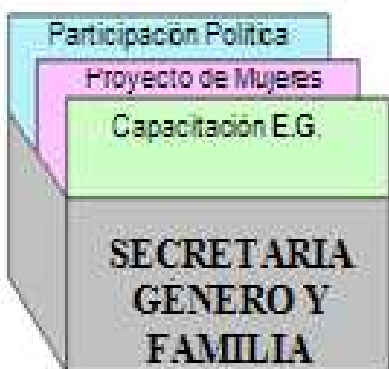 Participación Política
Proyecto de Mujeres
Capacitación E.G.
SECRETARIA
GENERO Y
FAMILIA